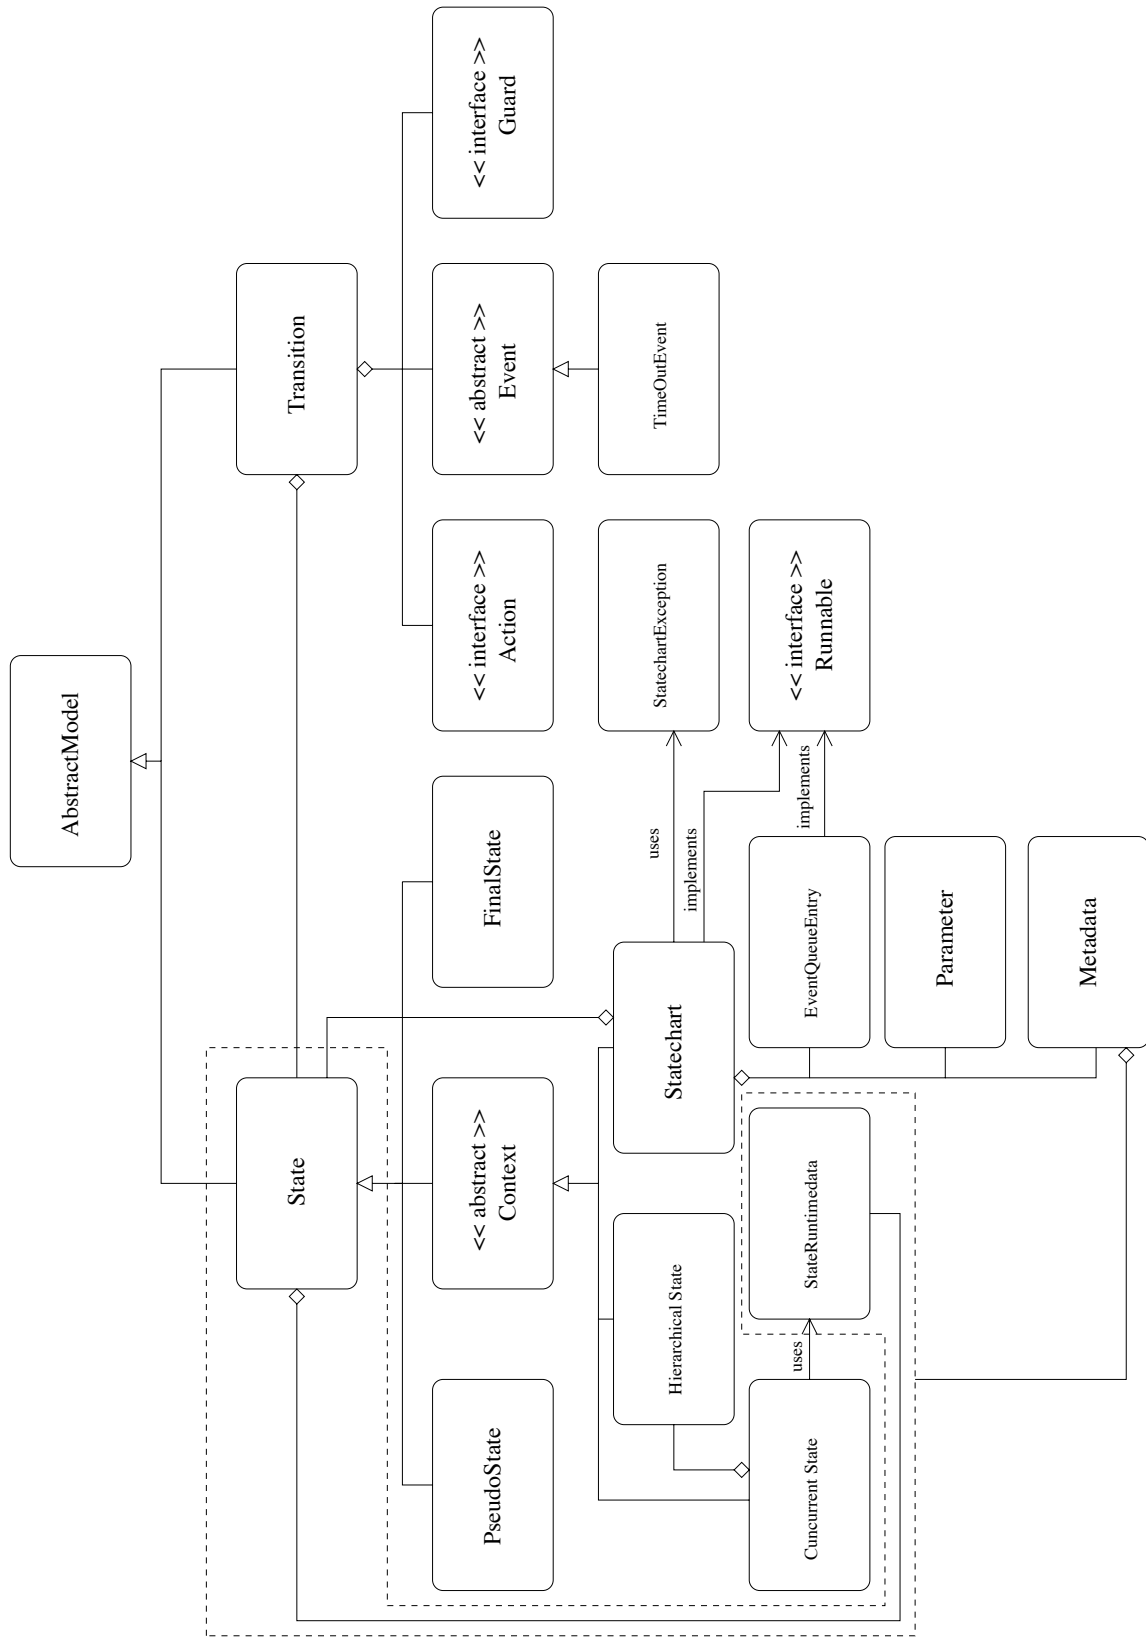 AbstractModel
State
Transition
PseudoState
<< abstract >>
Context
FinalState
<< interface >>
Action
<< abstract >>
Event
<< interface >>
Guard
Hierarchical State
Statechart
uses
implements
StatechartException
TimeOutEvent
Cuncurrent State
uses
StateRuntimedata
EventQueueEntry
implements
<< interface >>
Runnable
Parameter
Metadata